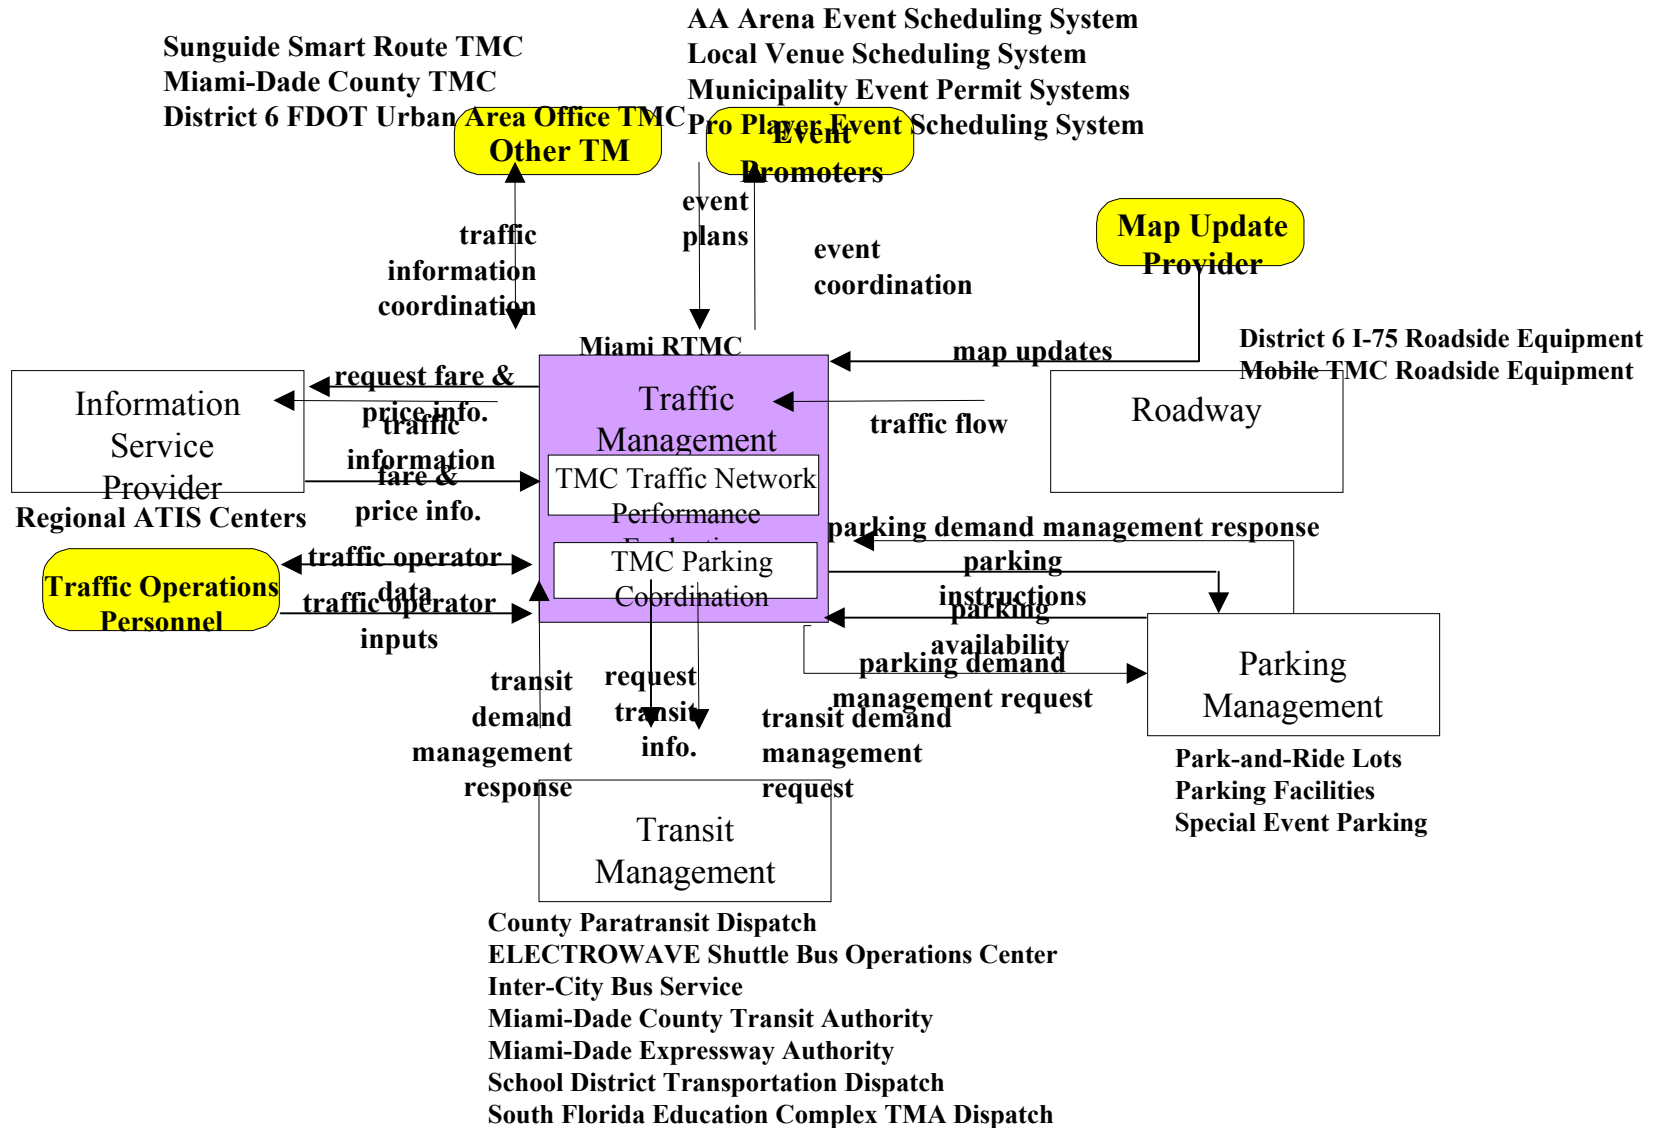 AA Arena Event Scheduling System
Local Venue Scheduling System
Municipality Event Permit Systems
Pro Player Event Scheduling System
Sunguide Smart Route TMC
Miami-Dade County TMC
District 6 FDOT Urban Area Office TMC
Other TM
Event
Promoters
event
plans
traffic
information
coordination
event
coordination
Map Update
Provider
Miami RTMC
map updates
District 6 I-75 Roadside Equipment
Mobile TMC Roadside Equipment
Information
Service
Provider
Regional ATIS Centers
request fare &
price info.
traffic
information
fare &
price info.
Traffic
Management
TMC Traffic Network
Performance
TMC Parking
Coordination
traffic flow
Roadway
Traffic Operations
Personnel
traffic operator
data
traffic operator
inputs
parking demand management response
parking
instructions
parking
availability
parking demand
management request
Parking
Management
Park-and-Ride Lots
Parking Facilities
Special Event Parking
transit
demand
management
response
request
transit
info.
transit demand
management
request
Transit
Management
County Paratransit Dispatch
ELECTROWAVE Shuttle Bus Operations Center
Inter-City Bus Service
Miami-Dade County Transit Authority
Miami-Dade Expressway Authority
School District Transportation Dispatch
South Florida Education Complex TMA Dispatch